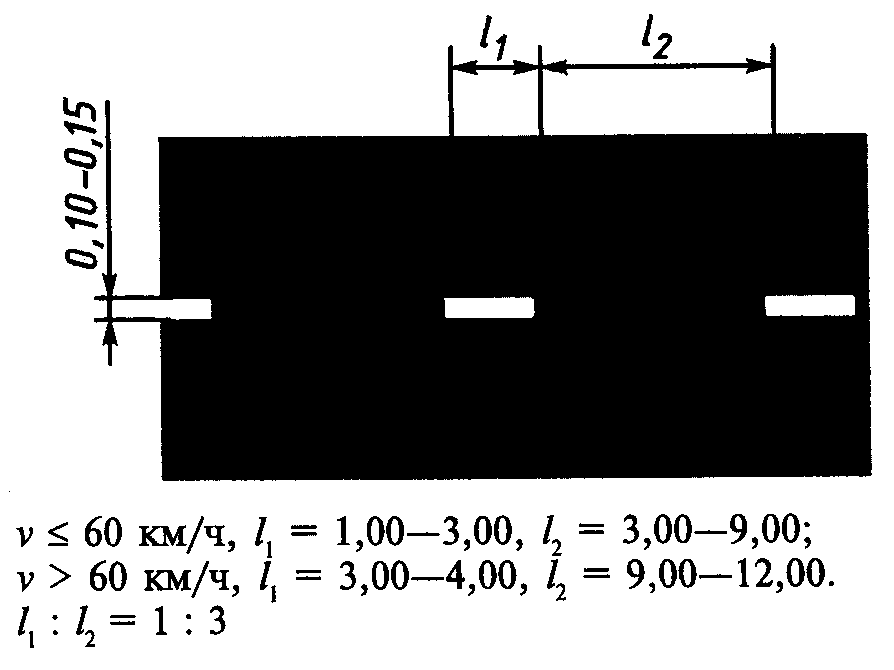 l₁ l₂
0,10–0,15
v ≤ 60 км/ч, l₁ = 1,00—3,00, l₂ = 3,00—9,00;
v > 60 км/ч, l₁ = 3,00—4,00, l₂ = 9,00—12,00.
l₁ : l₂ = 1 : 3